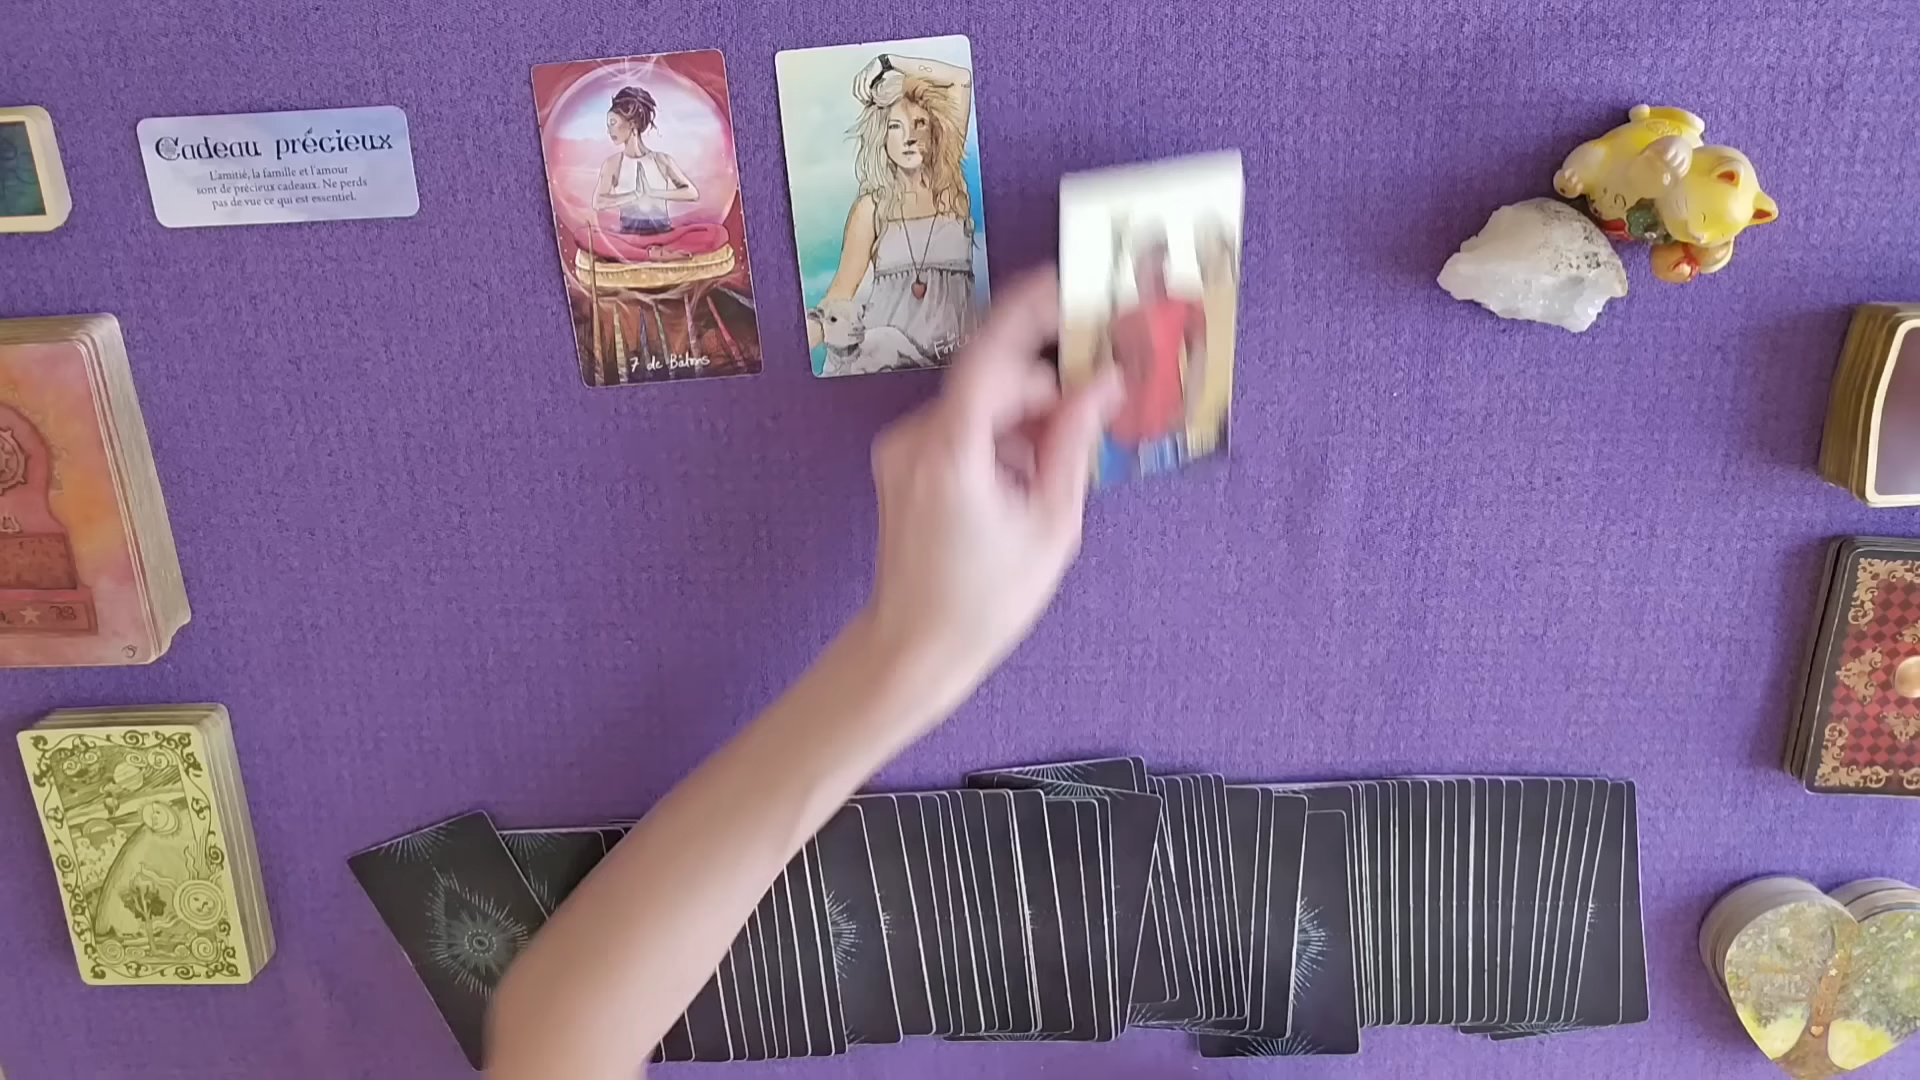 Cadeau précieux
L'amitié, la famille et l'amour
sont de précieux cadeaux. Ne perds
pas de vue ce qui est essentiel.
7 de Bâtons
Force